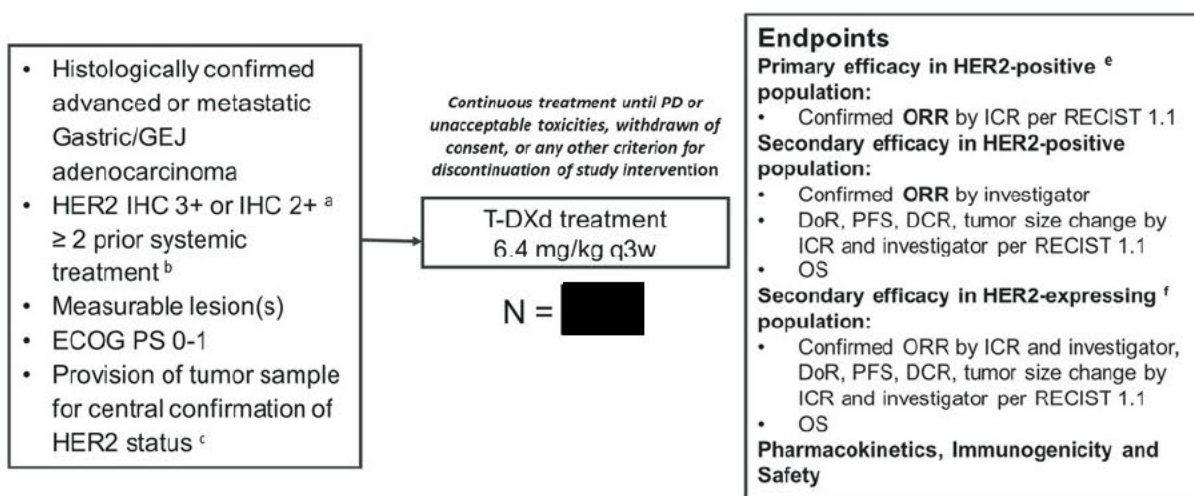 • Histologically confirmed
advanced or metastatic
Gastric/GEJ
adenocarcinoma
• HER2 IHC 3+ or IHC 2+ a
≥ 2 prior systemic
treatment b
• Measurable lesion(s)
• ECOG PS 0-1
• Provision of tumor sample
for central confirmation of
HER2 status c
Continuous treatment until PD or
unacceptable toxicities, withdrawn of
consent, or any other criterion for
discontinuation of study intervention
T-DXd treatment
6.4 mg/kg q3w
N =
Endpoints
Primary efficacy in HER2-positive e
population:
• Confirmed ORR by ICR per RECIST 1.1
Secondary efficacy in HER2-positive
population:
• Confirmed ORR by investigator
• DoR, PFS, DCR, tumor size change by
ICR and investigator per RECIST 1.1
• OS
Secondary efficacy in HER2-expressing f
population:
• Confirmed ORR by ICR and investigator,
DoR, PFS, DCR, tumor size change by
ICR and investigator per RECIST 1.1
• OS
Pharmacokinetics, Immunogenicity and
Safety